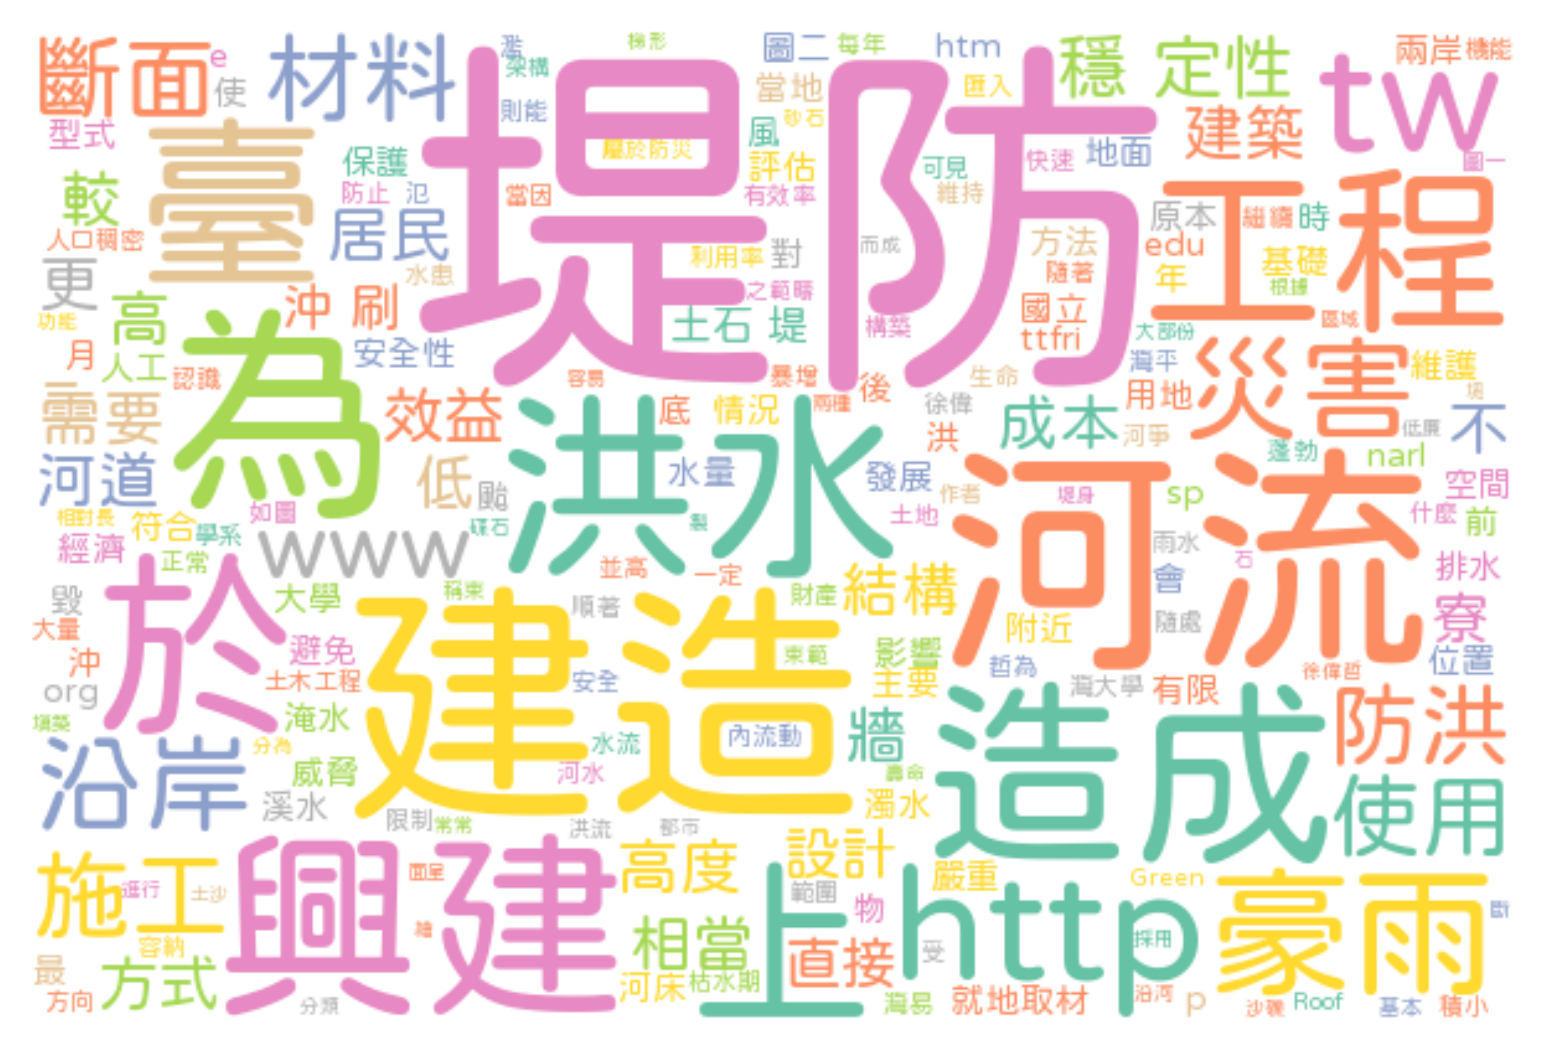 斷面
e
使
材料
濫
架構
則能
梯形
堤防
圖二
每年
htm
當地
匯入
穩定性
兩岸
機能
tw
型式
臺
保護
屬於防災
風
砂石
評估
可見
快速
地面
建築
圖一
較
防止
氾
當因
有效率
維持
工程
人口稠密
居民
利用率
對
而成
方法
原本
繼續
時
edu
基礎
更
水患
之範疇
隨著
年
根據
沖刷
高
功能
土石堤
構築
國立
ttfri
大部份
區域
月
人工
為
安全性
認識
容易
暴增
後
生命
灣平
災害
維護
需要
效益
洪水
底
情況
兩種
徐偉
成本
用地
河爭
低廉
不
洪
蓬勃
narl
河道
低
颱
水量
發展
作者
河流
堤身
sp
空間
相對長
符合
學系
如圖
土地
什麼
前
經濟
正常
www
雨水
石
排水
於
並高
一定
會
毀
大學
稱束
順著
財產
結構
附近
隨處
寮
大量
避免
建造
束範
影響
沖
土木工程
安全
主要
哲為
徐偉哲
位置
org
灣大學
有限
填築
淹水
造成
防洪
沿岸
分為
水流
內流動
牆
威脅
河水
壽命
溪水
濁水
使用
限制
常常
洪流
都市
施工
進行
土沙
興建
面呈
高度
設計
嚴重
Green
豪雨
範圍
物
http
容納
相當
上
直接
受
採用
最
方式
方向
分類
河床
枯水期
灣易
就地取材
沿河
p
沙礫
Roof
基本
積小